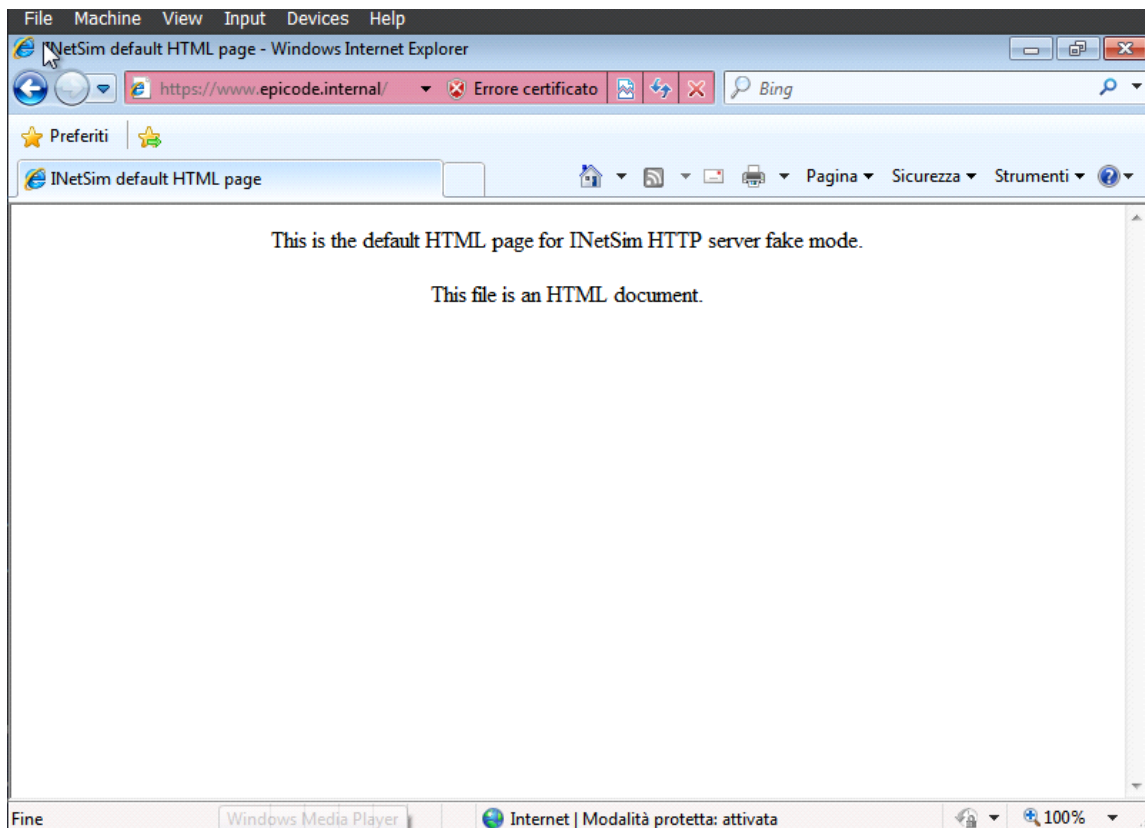 File Machine View Input Devices Help
INetSim default HTML page - Windows Internet Explorer
https://www.epicode.internal/ Errore certificato Bing
Preferiti
INetSim default HTML page Pagina Sicurezza Strumenti
This is the default HTML page for INetSim HTTP server fake mode.
This file is an HTML document.
Fine Windows Media Player Internet | Modalità protetta: attivata 100%